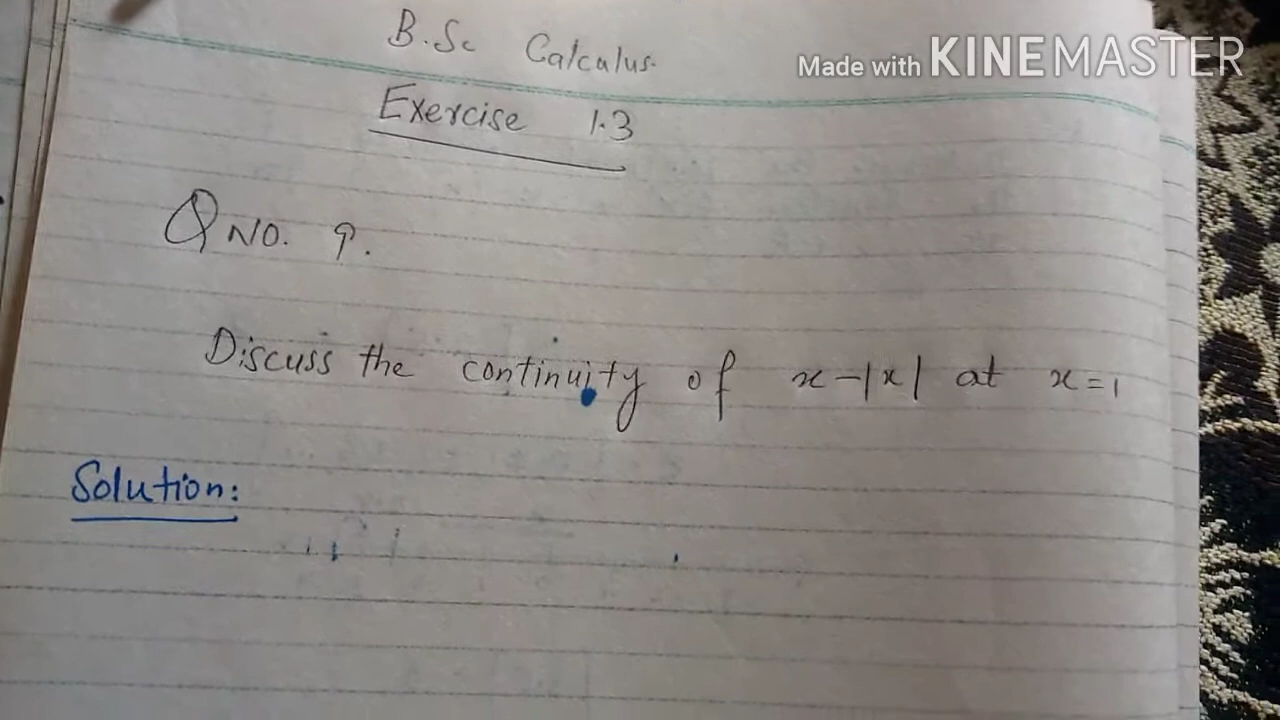 B.Sc Calculus.
Made with KINEMASTER
Exercise 1.3
Q NO. 9.
Discuss the continuity of x-|x| at x=1
Solution: